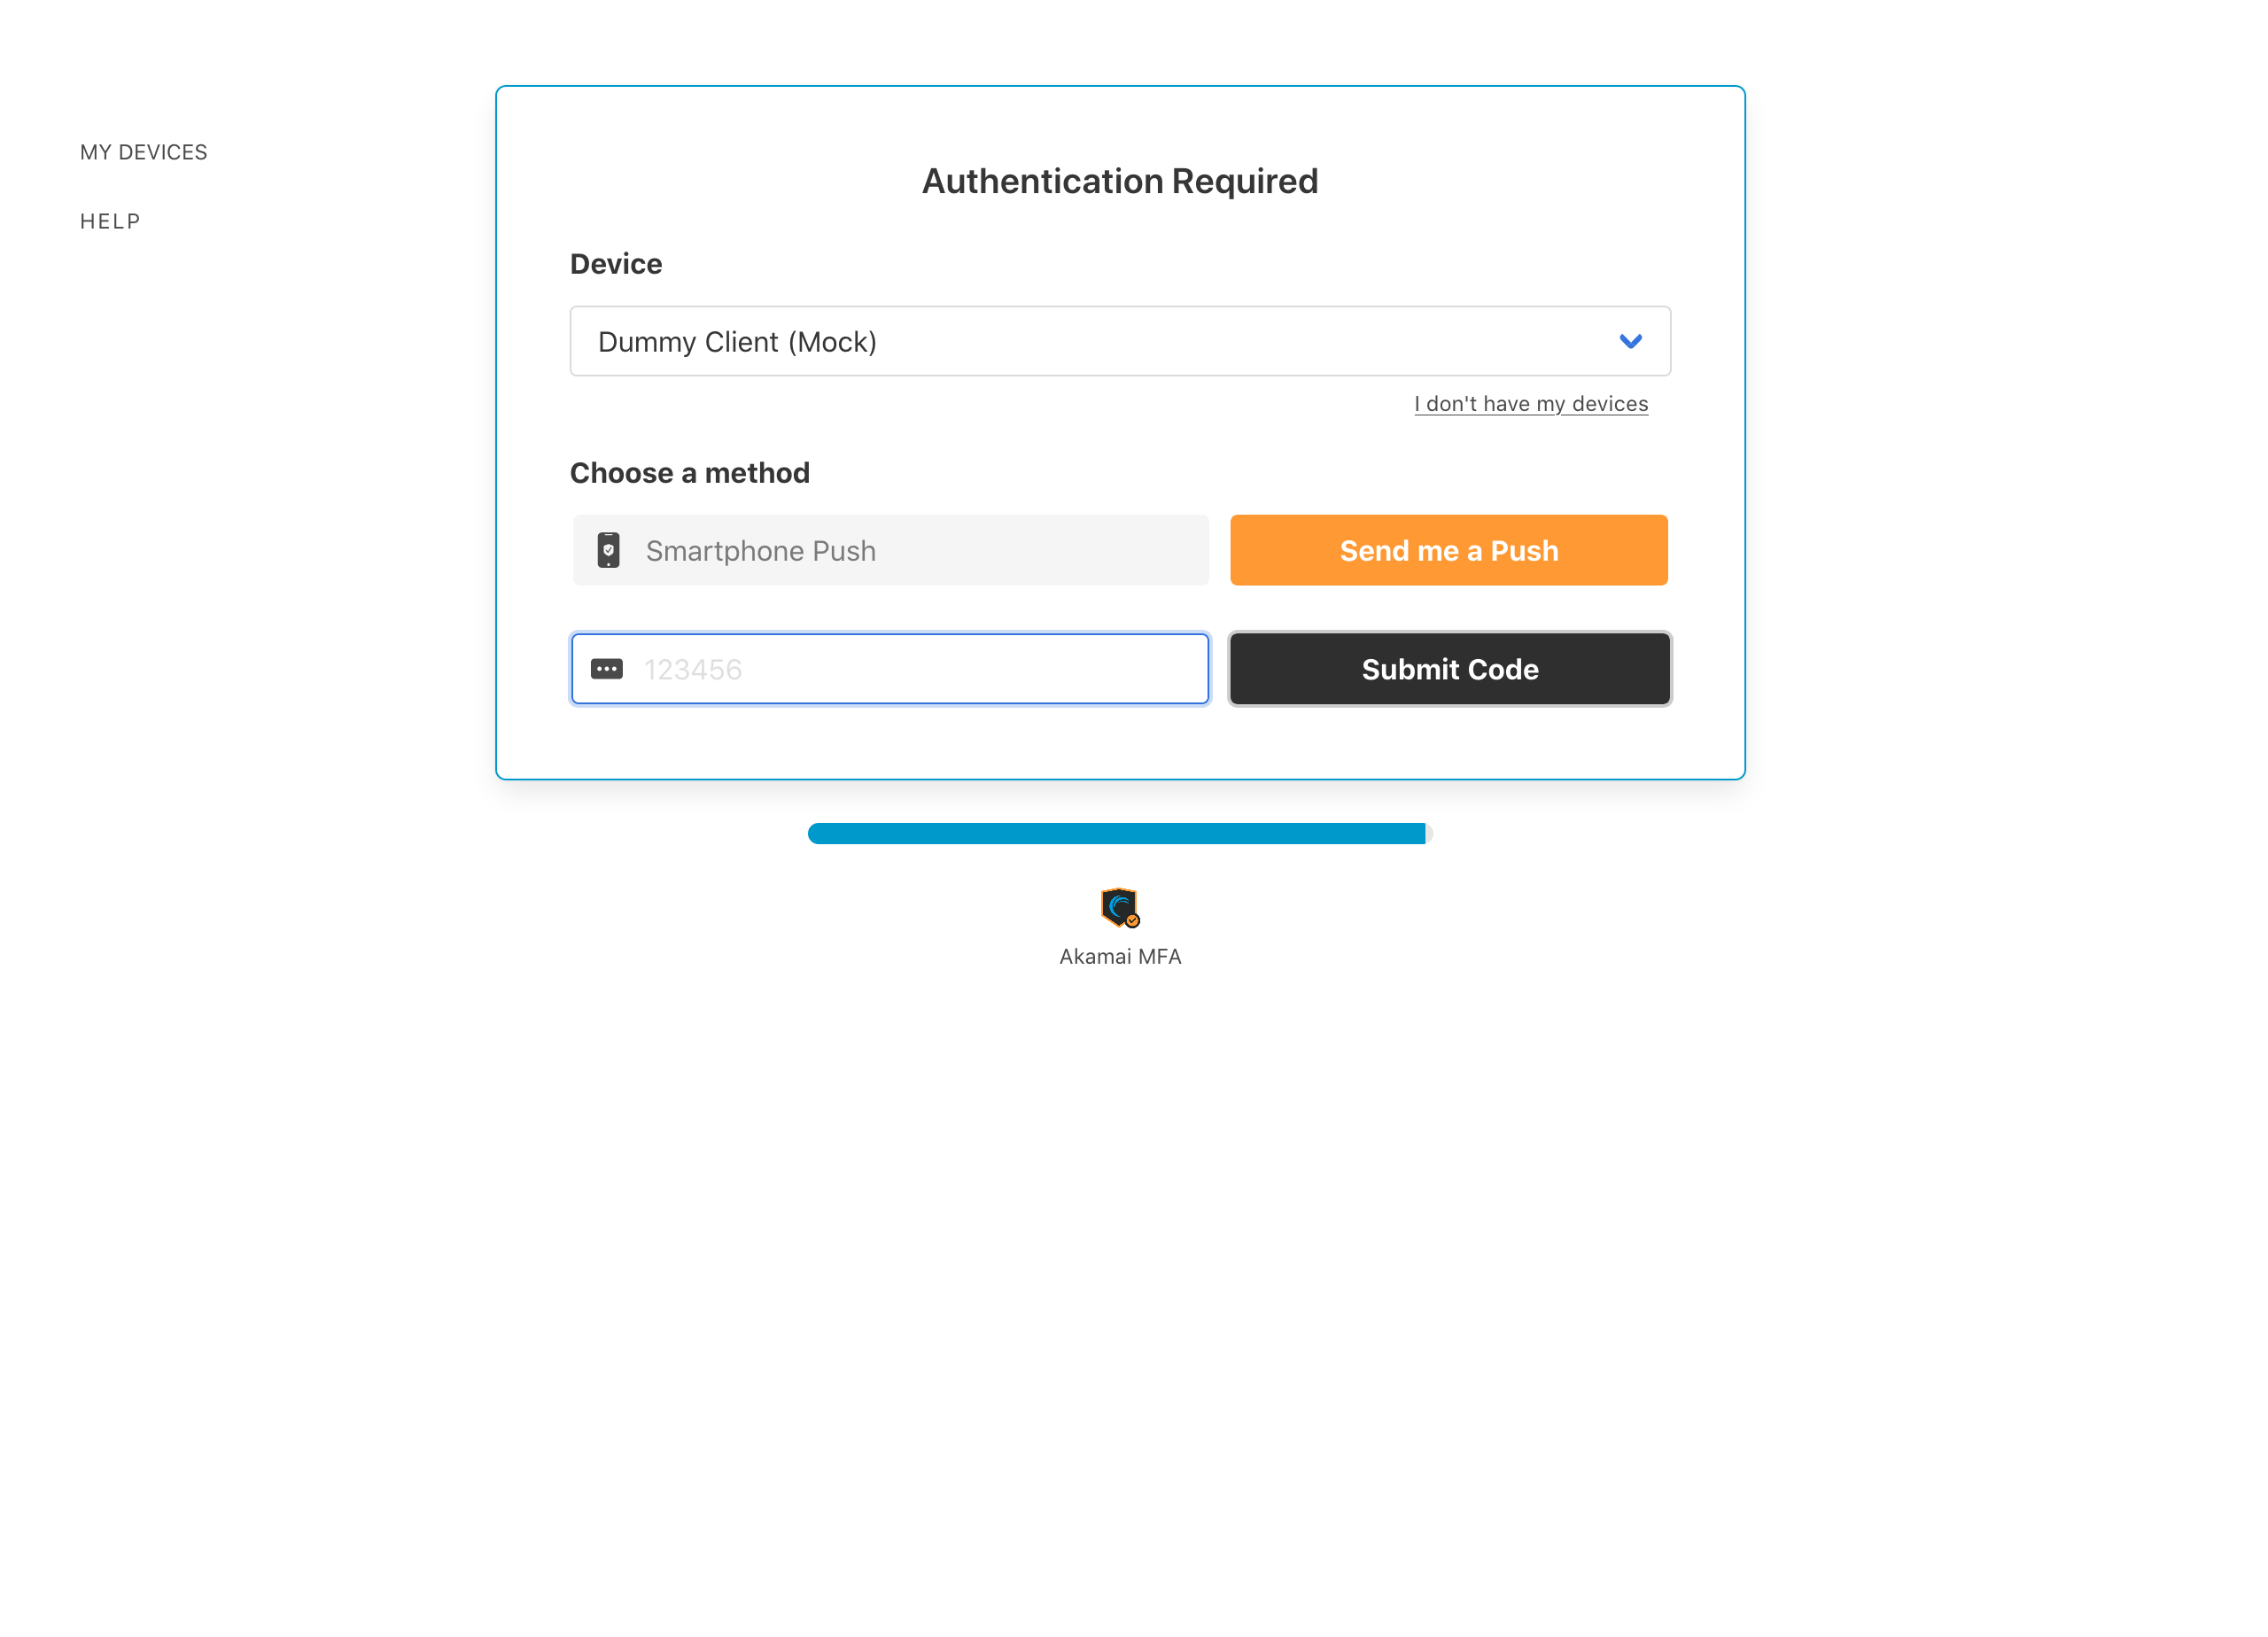 MY DEVICES
HELP
Authentication Required
Device
Dummy Client (Mock)
I don't have my devices
Choose a method
Smartphone Push
Send me a Push
123456
Submit Code
Akamai MFA